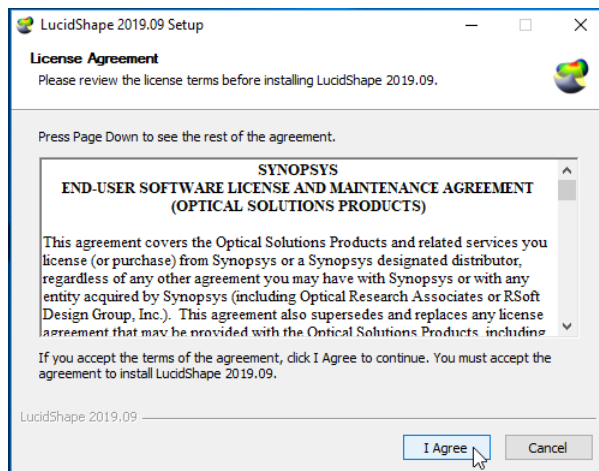 LucidShape 2019.09 Setup
License Agreement
Please review the license terms before installing LucidShape 2019.09.
Press Page Down to see the rest of the agreement.
SYNOPSYS
END-USER SOFTWARE LICENSE AND MAINTENANCE AGREEMENT
(OPTICAL SOLUTIONS PRODUCTS)
This agreement covers the Optical Solutions Products and related services you
license (or purchase) from Synopsys or a Synopsys designated distributor,
regardless of any other agreement you may have with Synopsys or with any
entity acquired by Synopsys (including Optical Research Associates or RSoft
Design Group, Inc.).  This agreement also supersedes and replaces any license
agreement that may be provided with the Optical Solutions Products, including
If you accept the terms of the agreement, click I Agree to continue. You must accept the
agreement to install LucidShape 2019.09.
LucidShape 2019.09
I Agree
Cancel